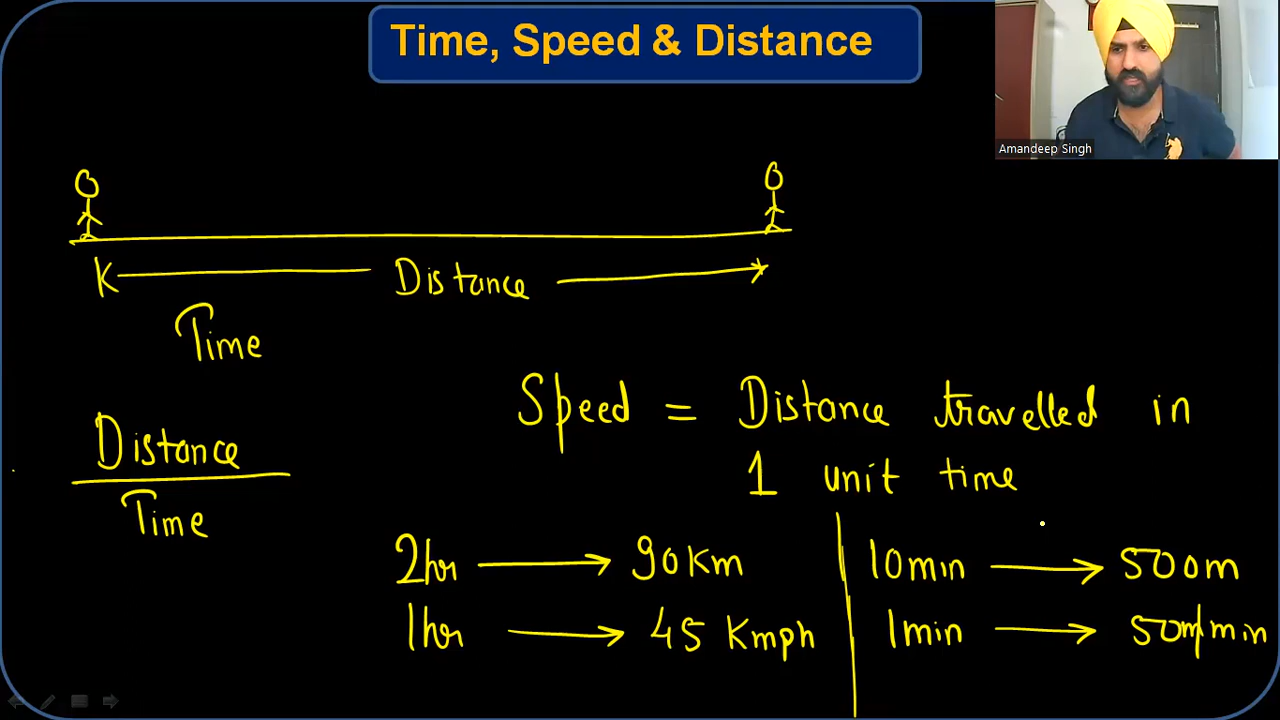 Time, Speed & Distance
Amandeep Singh
Distance
Time
Speed = Distance travelled in
1 unit time
Distance
Time
2hr 90Km
1hr 45 Kmph
10min 500m
1min 50m/min